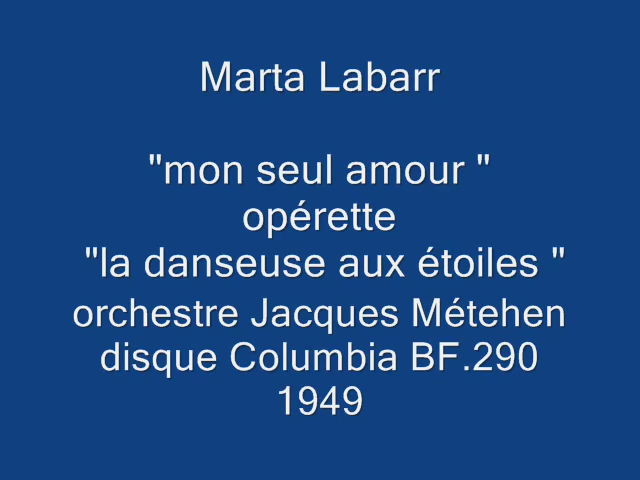 Marta Labarr
"mon seul amour "
opérette
"la danseuse aux étoiles "
orchestre Jacques Métehen
disque Columbia BF.290
1949